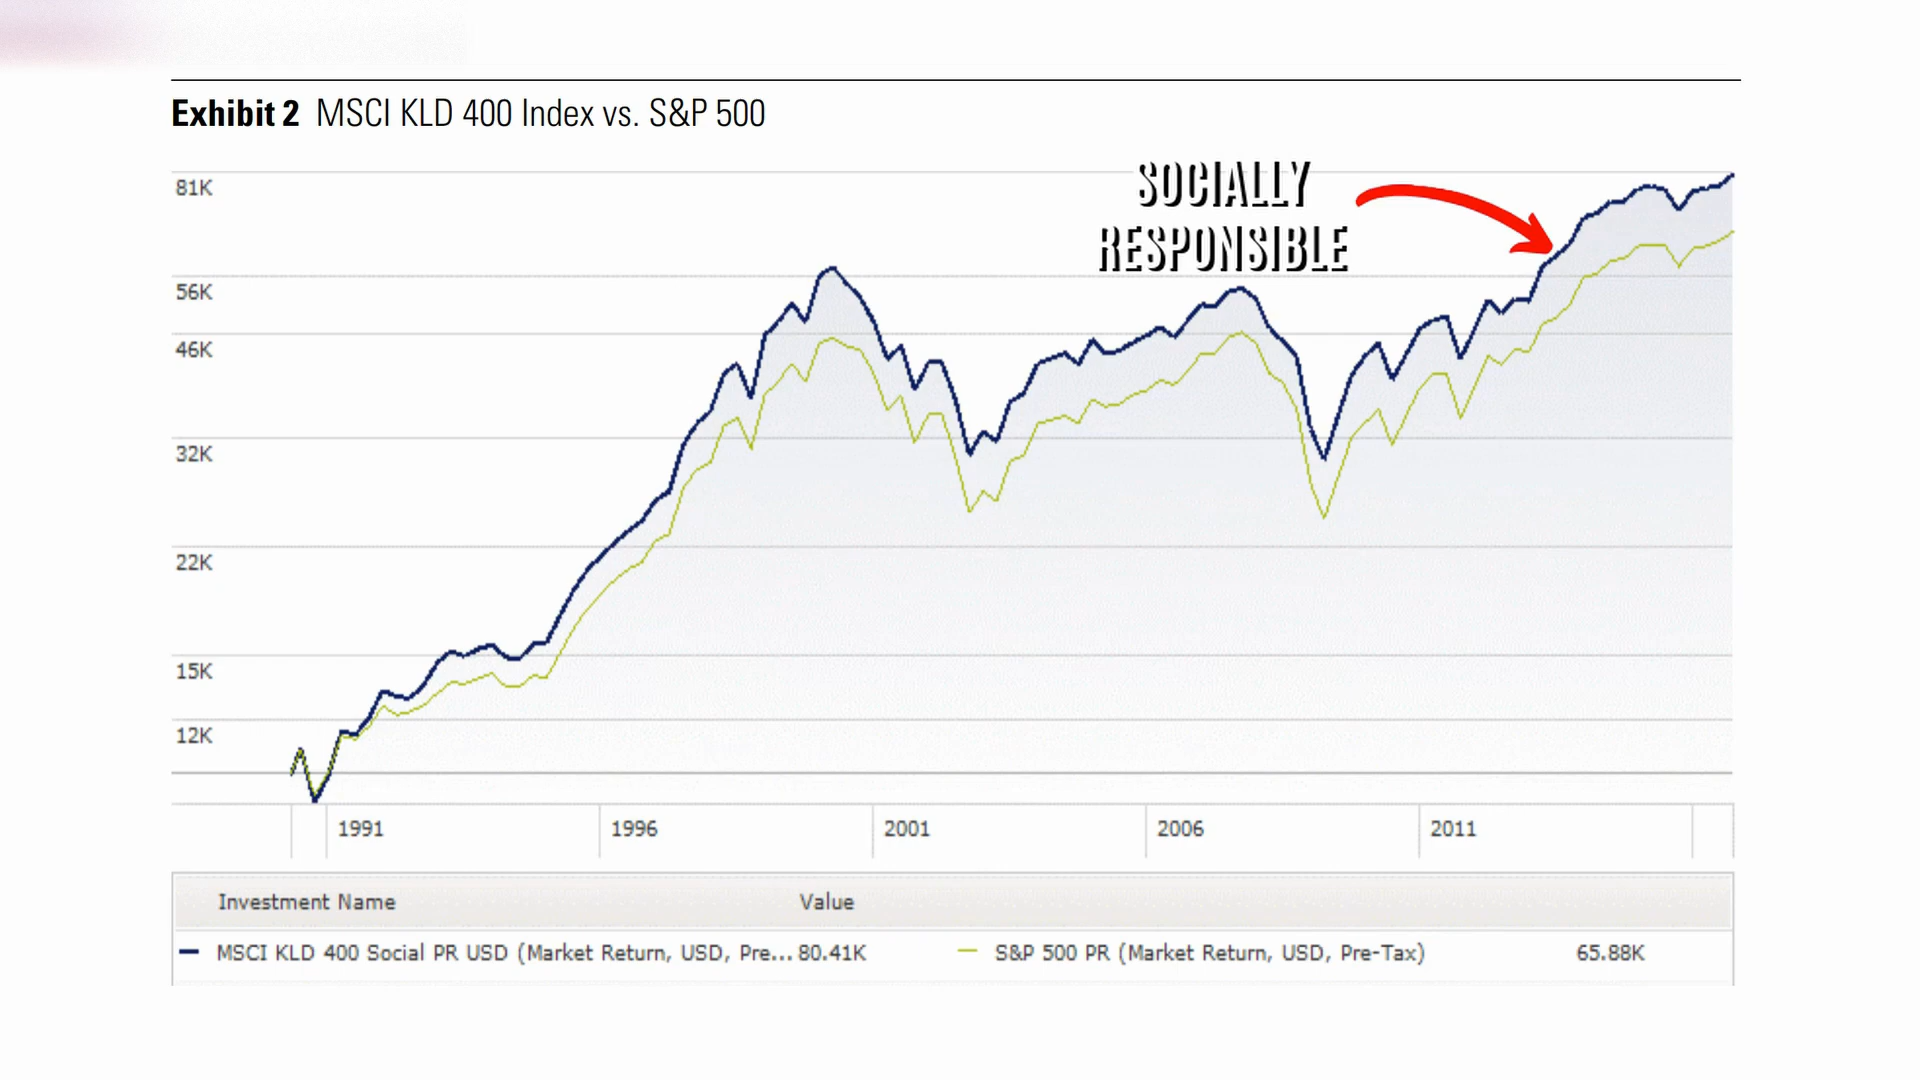 Exhibit 2 MSCI KLD 400 Index vs. S&P 500
SOCIALLY
RESPONSIBLE
81K
56K
46K
32K
22K
15K
12K
1991 1996 2001 2006 2011
Investment Name Value
MSCI KLD 400 Social PR USD (Market Return, USD, Pre... 80.41K S&P 500 PR (Market Return, USD, Pre-Tax) 65.88K